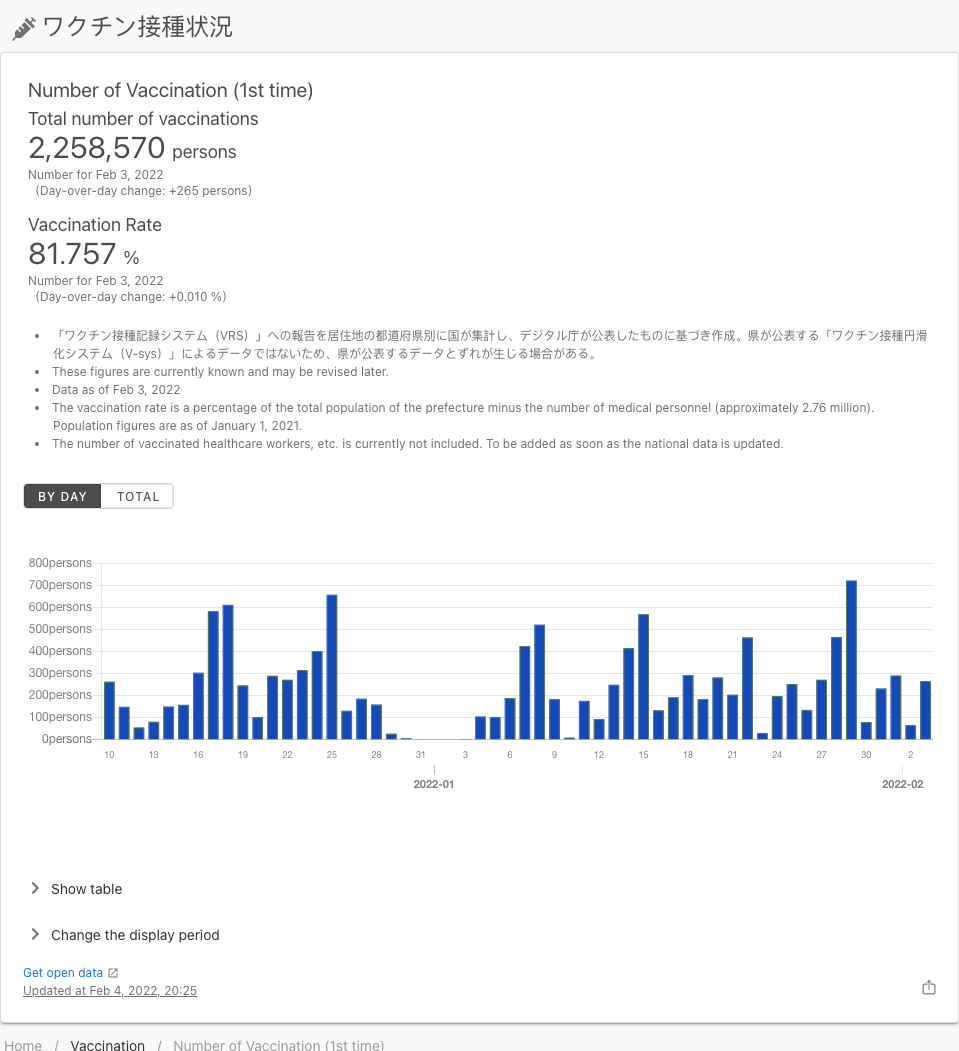 ワクチン接種状況
Number of Vaccination (1st time)
Total number of vaccinations
2,258,570 persons
Number for Feb 3, 2022
（Day-over-day change: +265 persons）
Vaccination Rate
81.757 %
Number for Feb 3, 2022
（Day-over-day change: +0.010 %）
• 「ワクチン接種記録システム（VRS）」への報告を居住地の都道府県別に国が集計し、デジタル庁が公表したものに基づき作成。県が公表する「ワクチン接種円滑
化システム（V-sys）」によるデータではないため、県が公表するデータとずれが生じる場合がある。
• These figures are currently known and may be revised later.
• Data as of Feb 3, 2022
• The vaccination rate is a percentage of the total population of the prefecture minus the number of medical personnel (approximately 2.76 million).
Population figures are as of January 1, 2021.
• The number of vaccinated healthcare workers, etc. is currently not included. To be added as soon as the national data is updated.
BY DAY TOTAL
800persons
700persons
600persons
500persons
400persons
300persons
200persons
100persons
0persons
10 13 16 19 22 25 28 31 3 6 9 12 15 18 21 24 27 30 2
2022-01 2022-02
Show table
Change the display period
Get open data
Updated at Feb 4, 2022, 20:25
Home / Vaccination / Number of Vaccination (1st time)